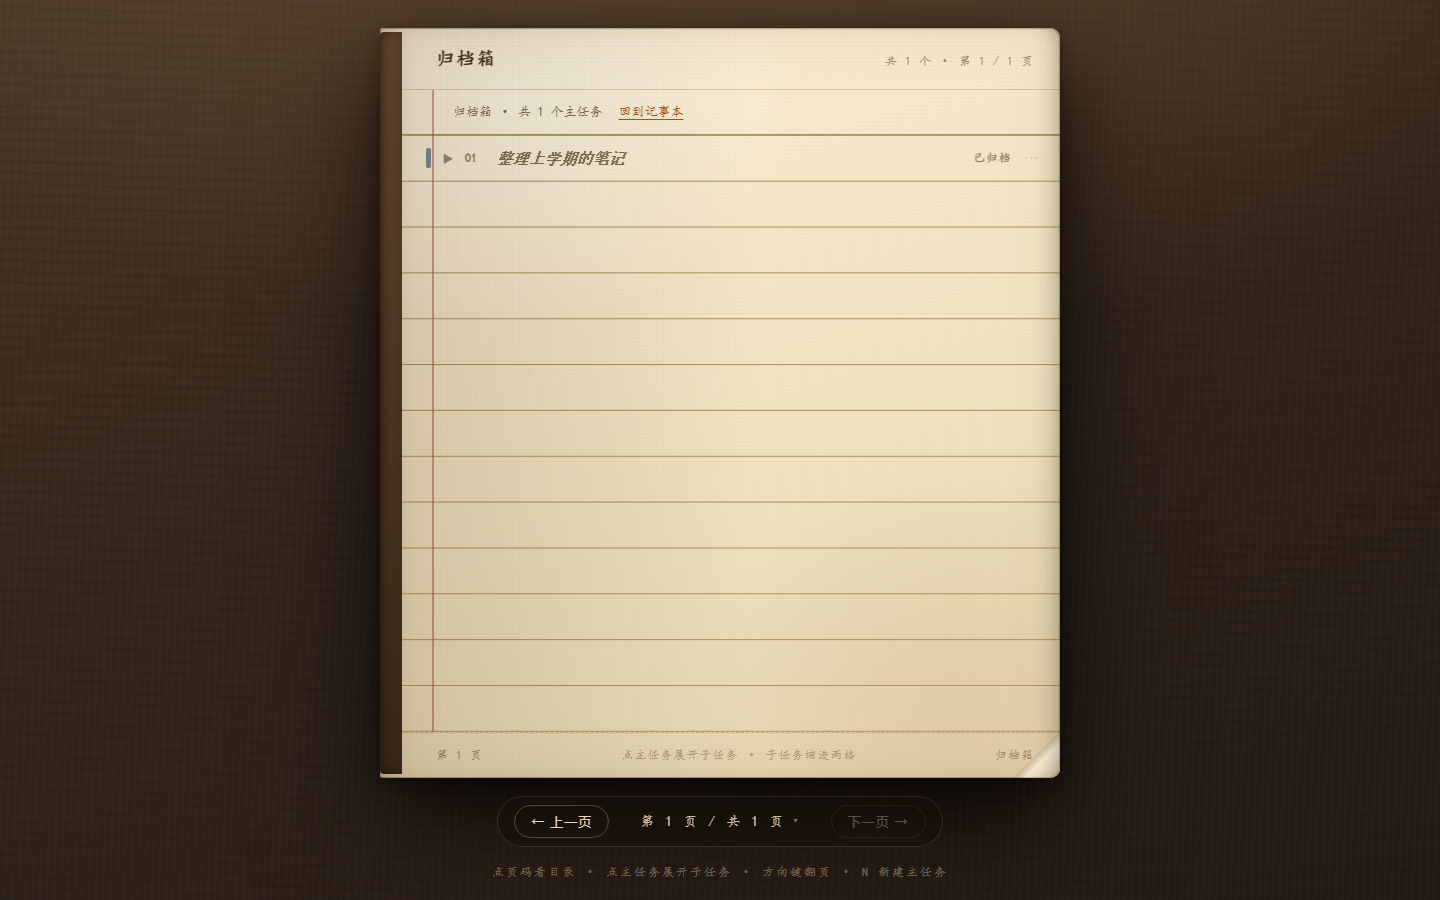 归档箱
共 1 个 • 第 1 / 1 页
归档箱 • 共 1 个主任务 回到记事本
▶ 01 整理上学期的笔记 已归档 ···
第 1 页 点主任务展开子任务 • 子任务缩进两格 归档箱
← 上一页 第 1 页 / 共 1 页 ▾ 下一页 →
点页码看目录 • 点主任务展开子任务 • 方向键翻页 • N 新建主任务